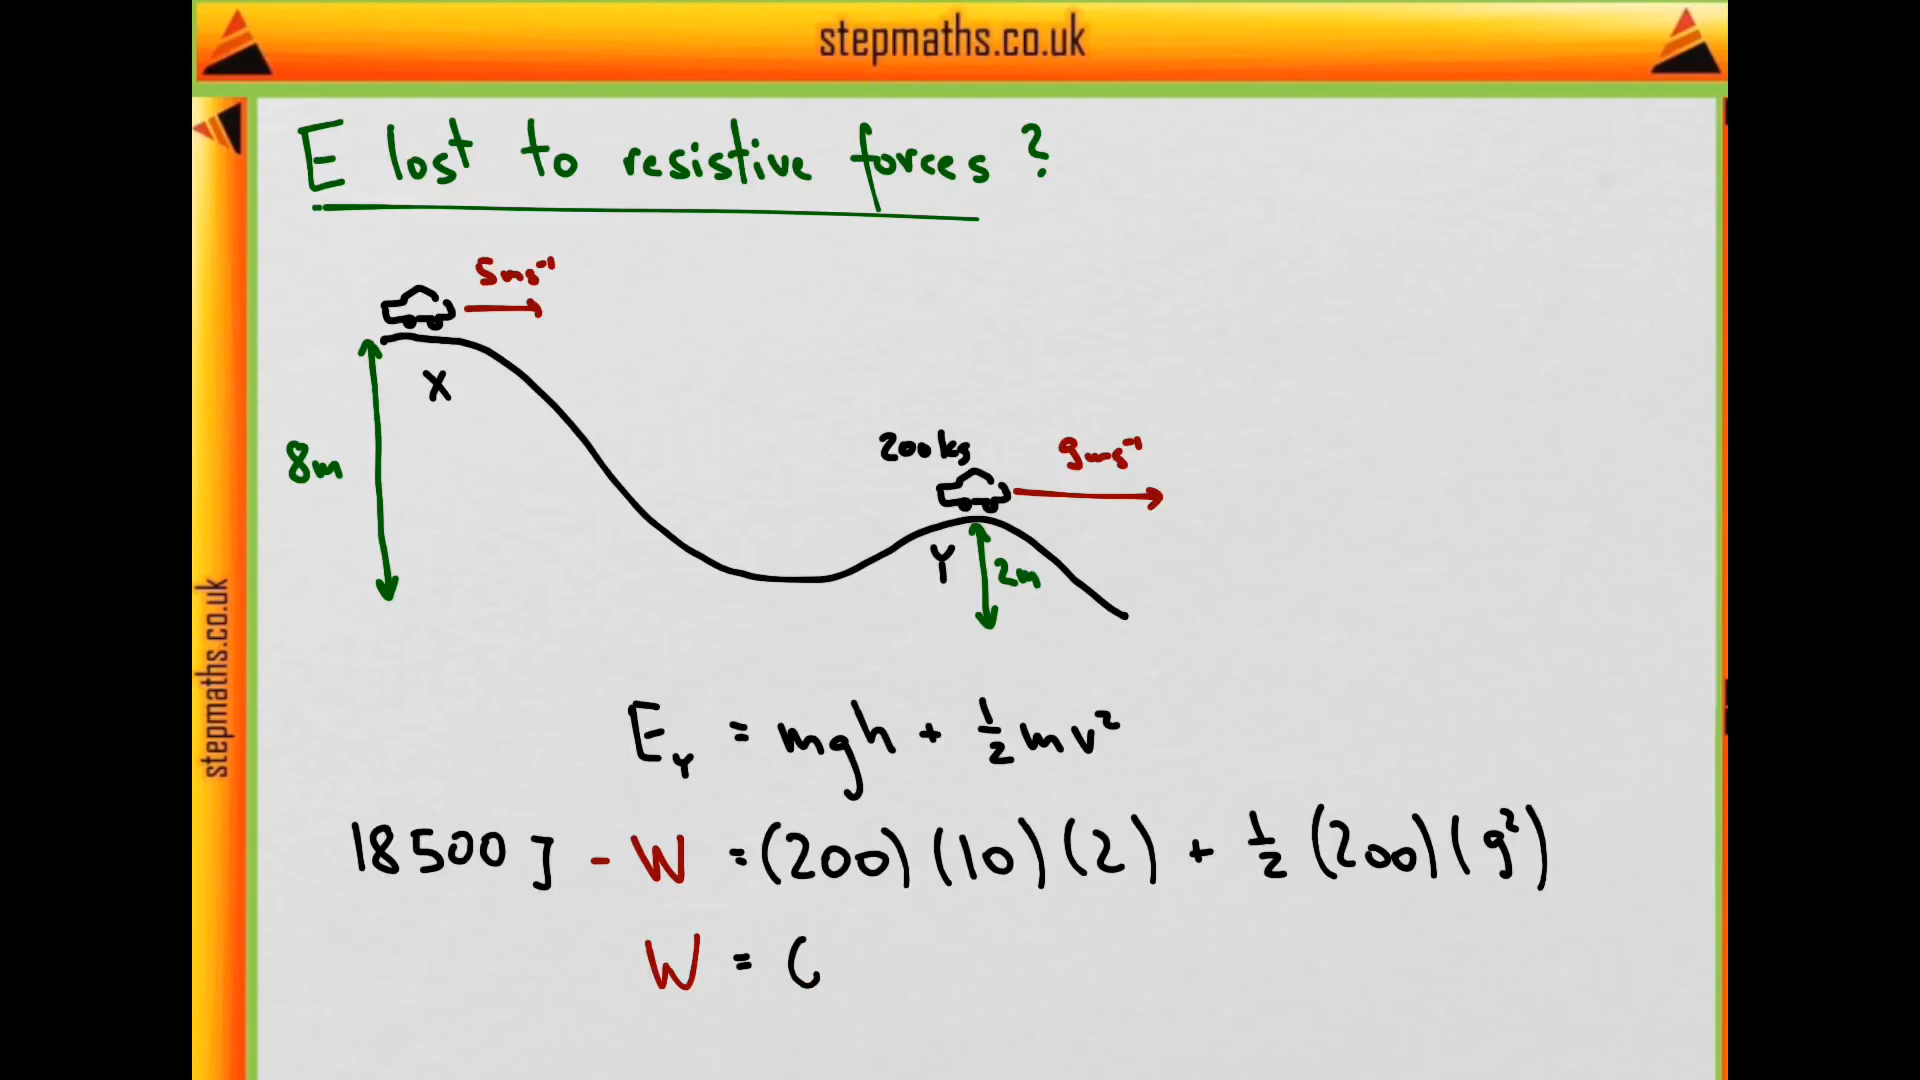 stepmaths.co.uk
stepmaths.co.uk
E lost to resistive forces?
5ms⁻¹
X
8m
200kg
9ms⁻¹
Y
2m
E_Y = mgh + ½mv²
18500J - W = (200)(10)(2) + ½(200)(9²)
W =